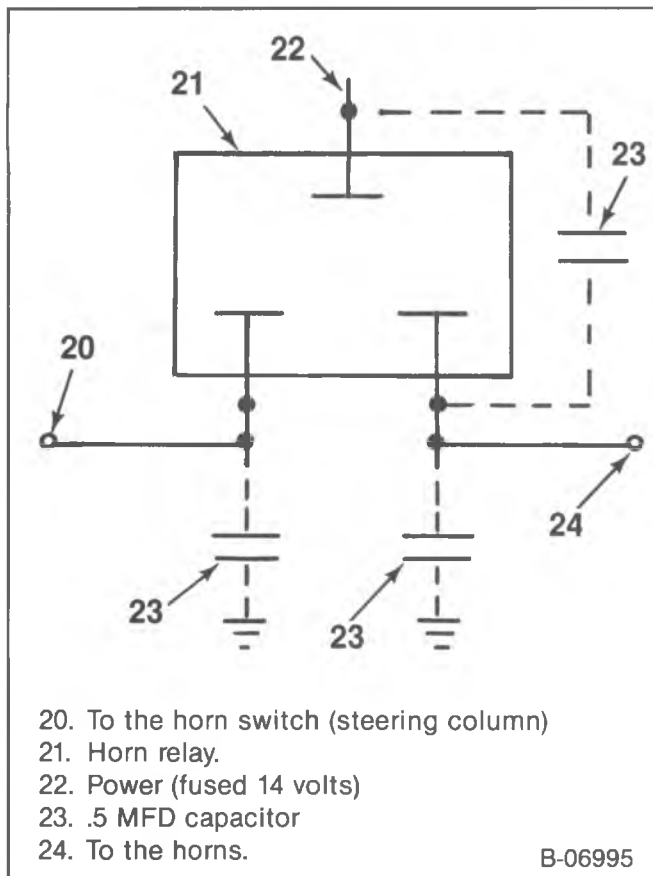 22
21
23
20
24
23
23
20. To the horn switch (steering column)
21. Horn relay.
22. Power (fused 14 volts)
23. .5 MFD capacitor
24. To the horns.
B-06995